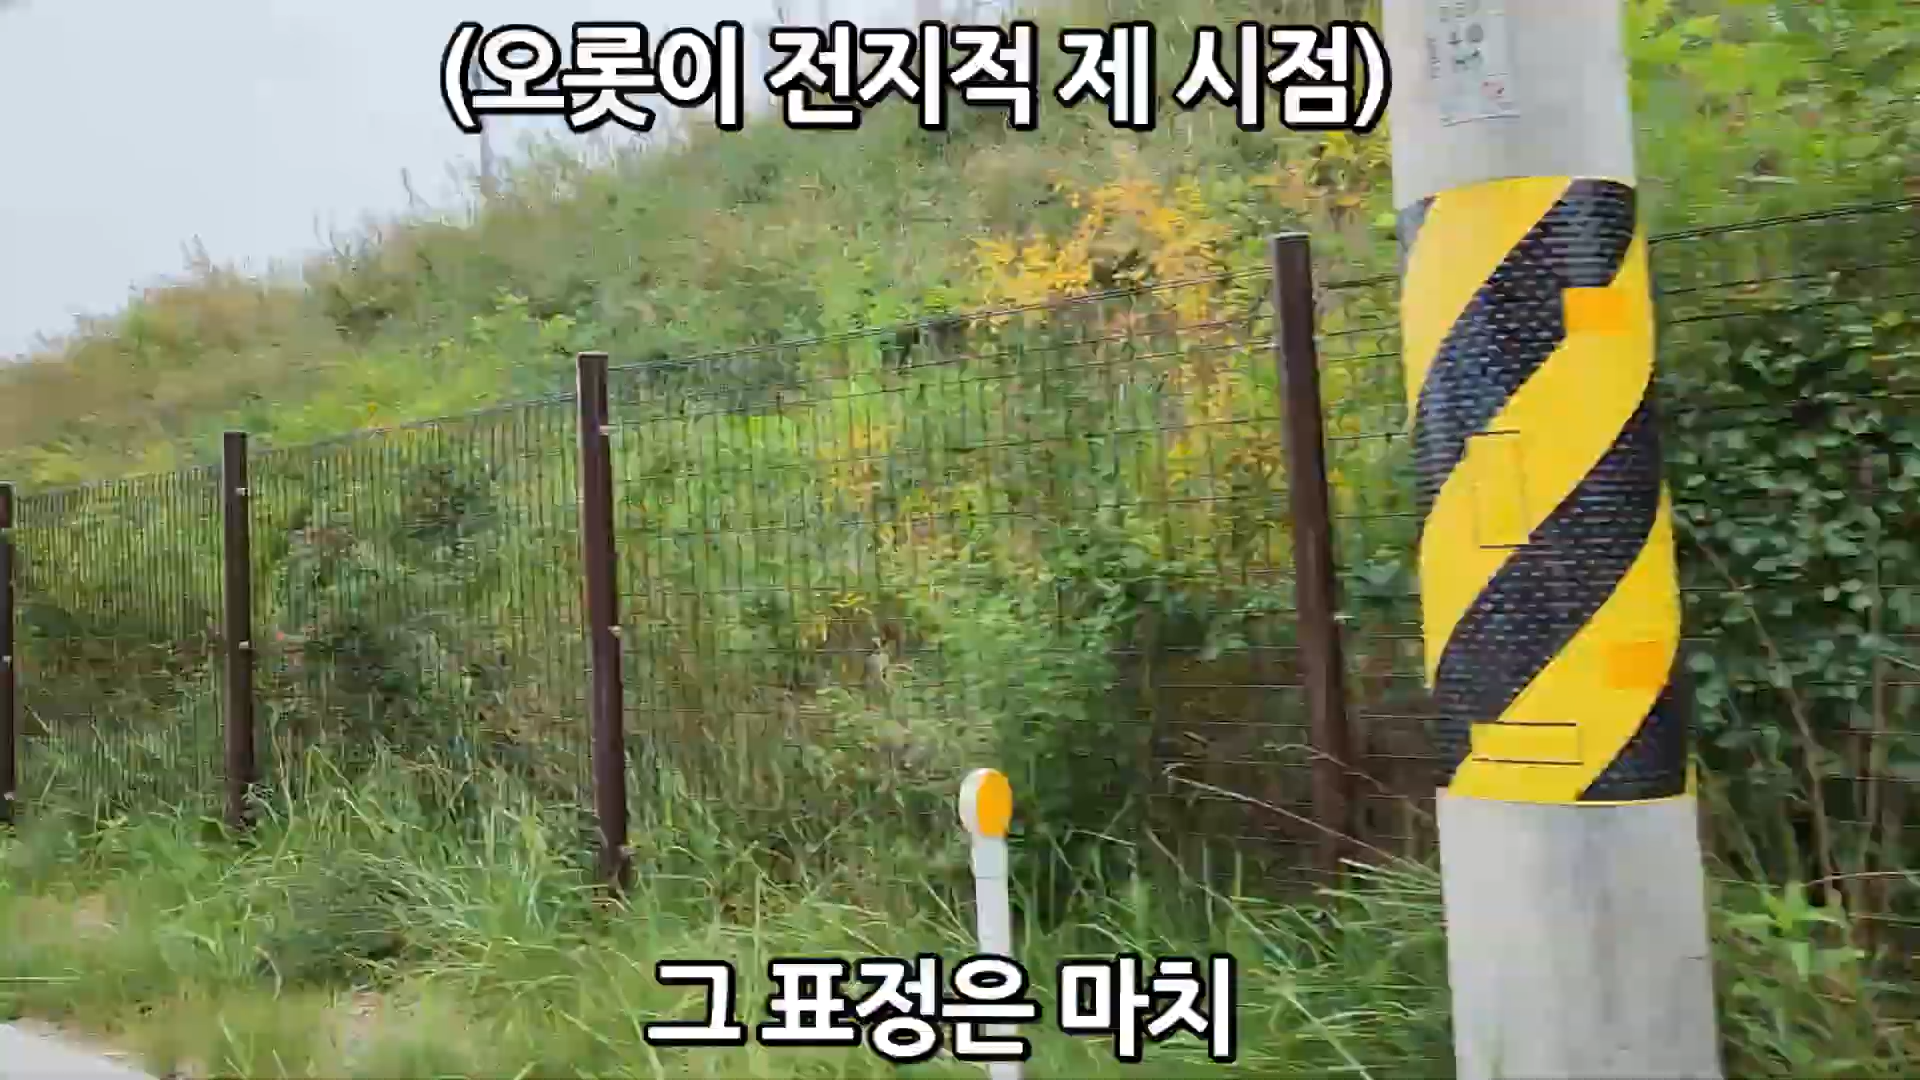 (오롯이 전지적 제 시점)
그 표정은 마치